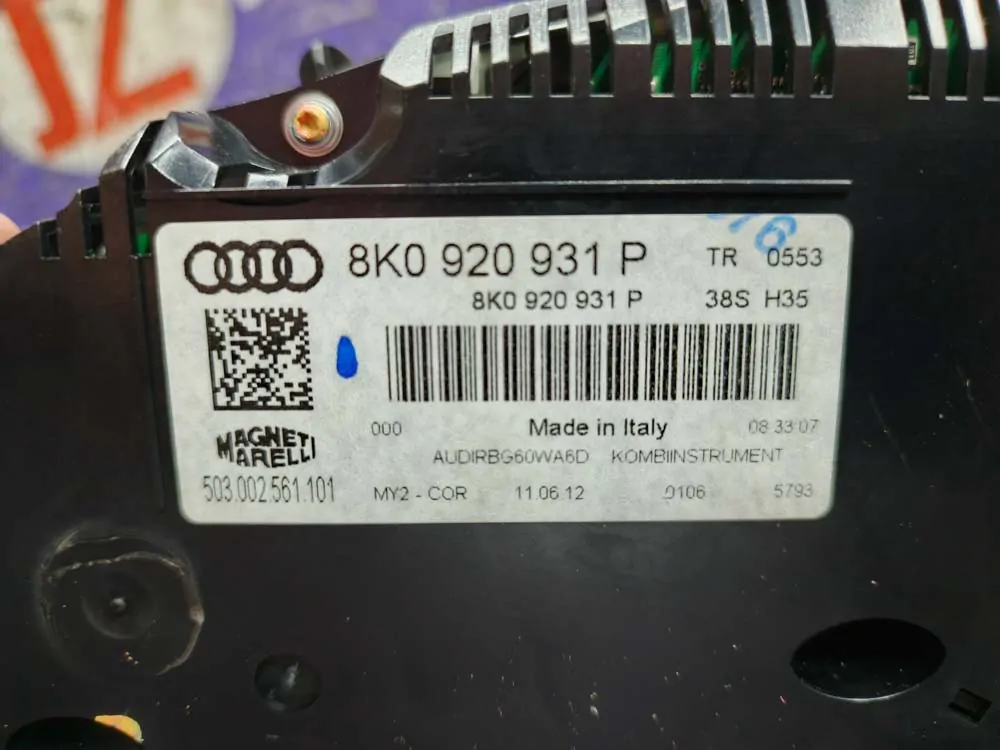 8K0 920 931 P TR 0553
8K0 920 931 P 38S H35
000 Made in Italy 08 33 07
MAGNETI
MARELLI
AUDIRBG60WA6D KOMBIINSTRUMENT
503.002.561.101 MY2 - COR 11.06.12 0106 5793